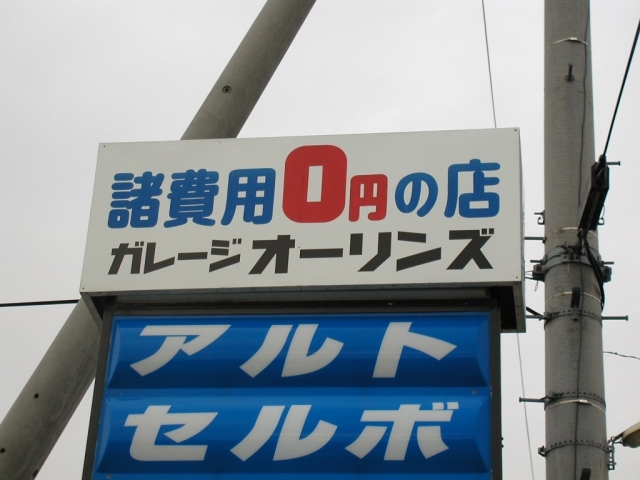 諸費用0円の店
ガレージオーリンズ
アルト
セルボ